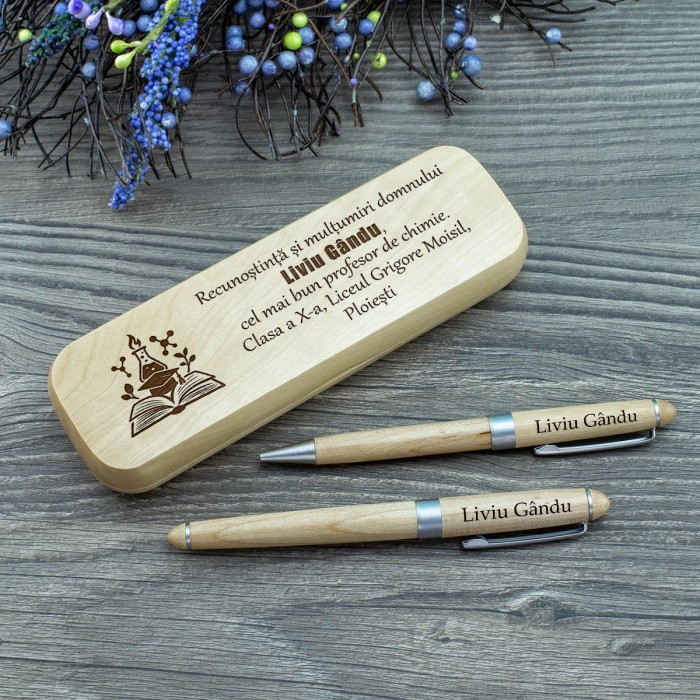 Recunoștință și mulțumiri domnului
Liviu Gându,
cel mai bun profesor de chimie.
Clasa a X-a, Liceul Grigore Moisil,
Ploiești
Liviu Gându
Liviu Gându